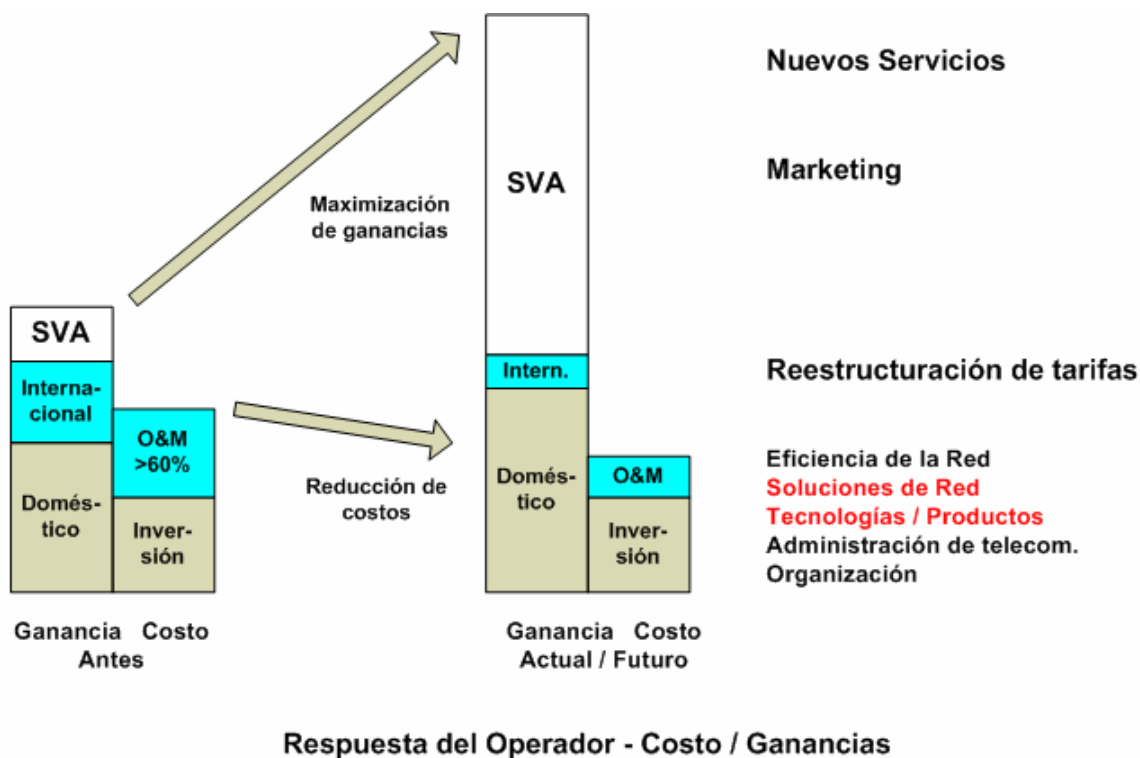 Nuevos Servicios
Marketing
SVA
Maximización
de ganancias
SVA
Interna-
cional
O&M
>60%
Domés-
tico
Inver-
sión
Reducción de
costos
Intern.
Domés-
tico
O&M
Inver-
sión
Reestructuración de tarifas
Eficiencia de la Red
Soluciones de Red
Tecnologías / Productos
Administración de telecom.
Organización
Ganancia Costo
Antes
Ganancia Costo
Actual / Futuro
Respuesta del Operador - Costo / Ganancias